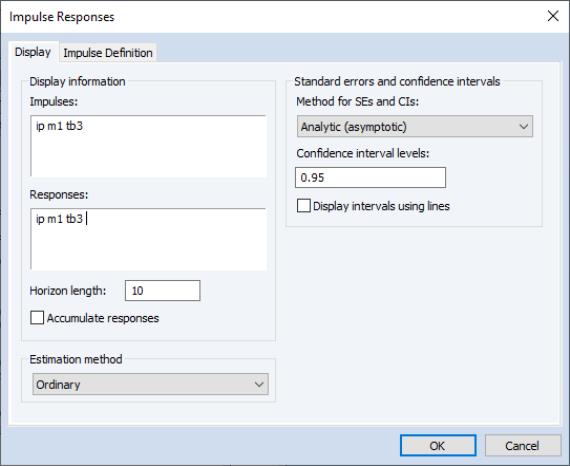 Impulse Responses
Display
Impulse Definition
Display information
Impulses:
ip m1 tb3
Responses:
ip m1 tb3
Horizon length: 10
Accumulate responses
Estimation method
Ordinary
Standard errors and confidence intervals
Method for SEs and CIs:
Analytic (asymptotic)
Confidence interval levels:
0.95
Display intervals using lines
OK
Cancel